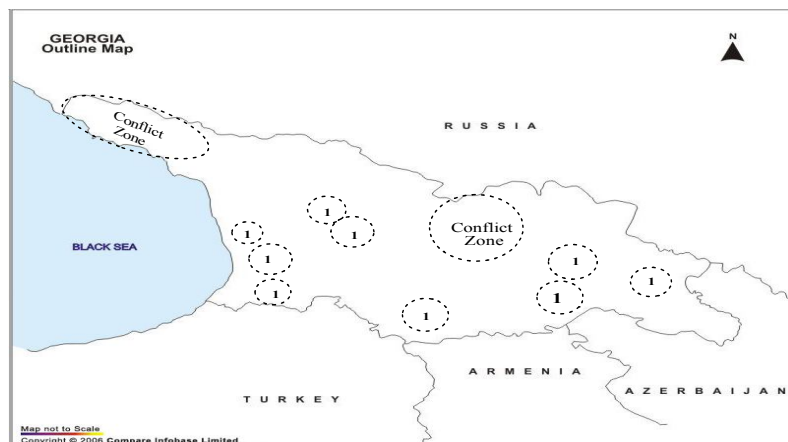 GEORGIA
Outline Map
N
RUSSIA
Conflict
Zone
BLACK SEA
Conflict
Zone
1
1
1
1
1
1
1
1
1
ARMENIA
TURKEY
AZERBAIJAN
Map not to Scale
Copyright © 2006 Compare Infobase Limited